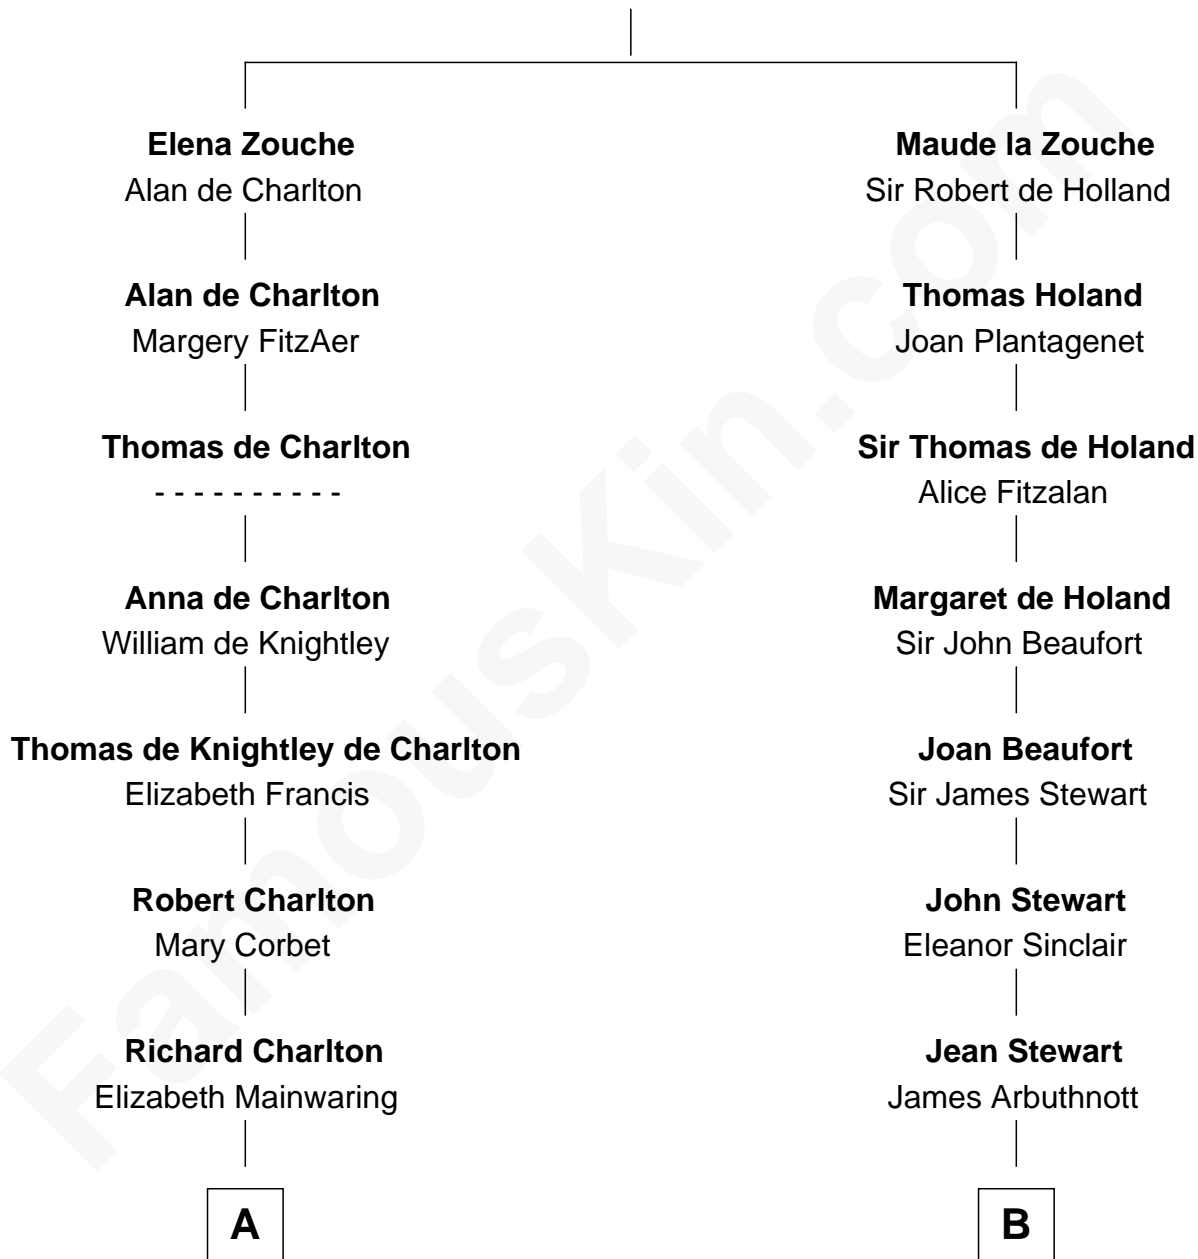 Elena Zouche
Alan de Charlton
Alan de Charlton
Margery FitzAer
Thomas de Charlton
- - - - - - - - - -
Anna de Charlton
William de Knightley
Thomas de Knightley de Charlton
Elizabeth Francis
Robert Charlton
Mary Corbet
Richard Charlton
Elizabeth Mainwaring
A
Maude la Zouche
Sir Robert de Holland
Thomas Holand
Joan Plantagenet
Sir Thomas de Holand
Alice Fitzalan
Margaret de Holand
Sir John Beaufort
Joan Beaufort
Sir James Stewart
John Stewart
Eleanor Sinclair
Jean Stewart
James Arbuthnott
B
FamousKin.com